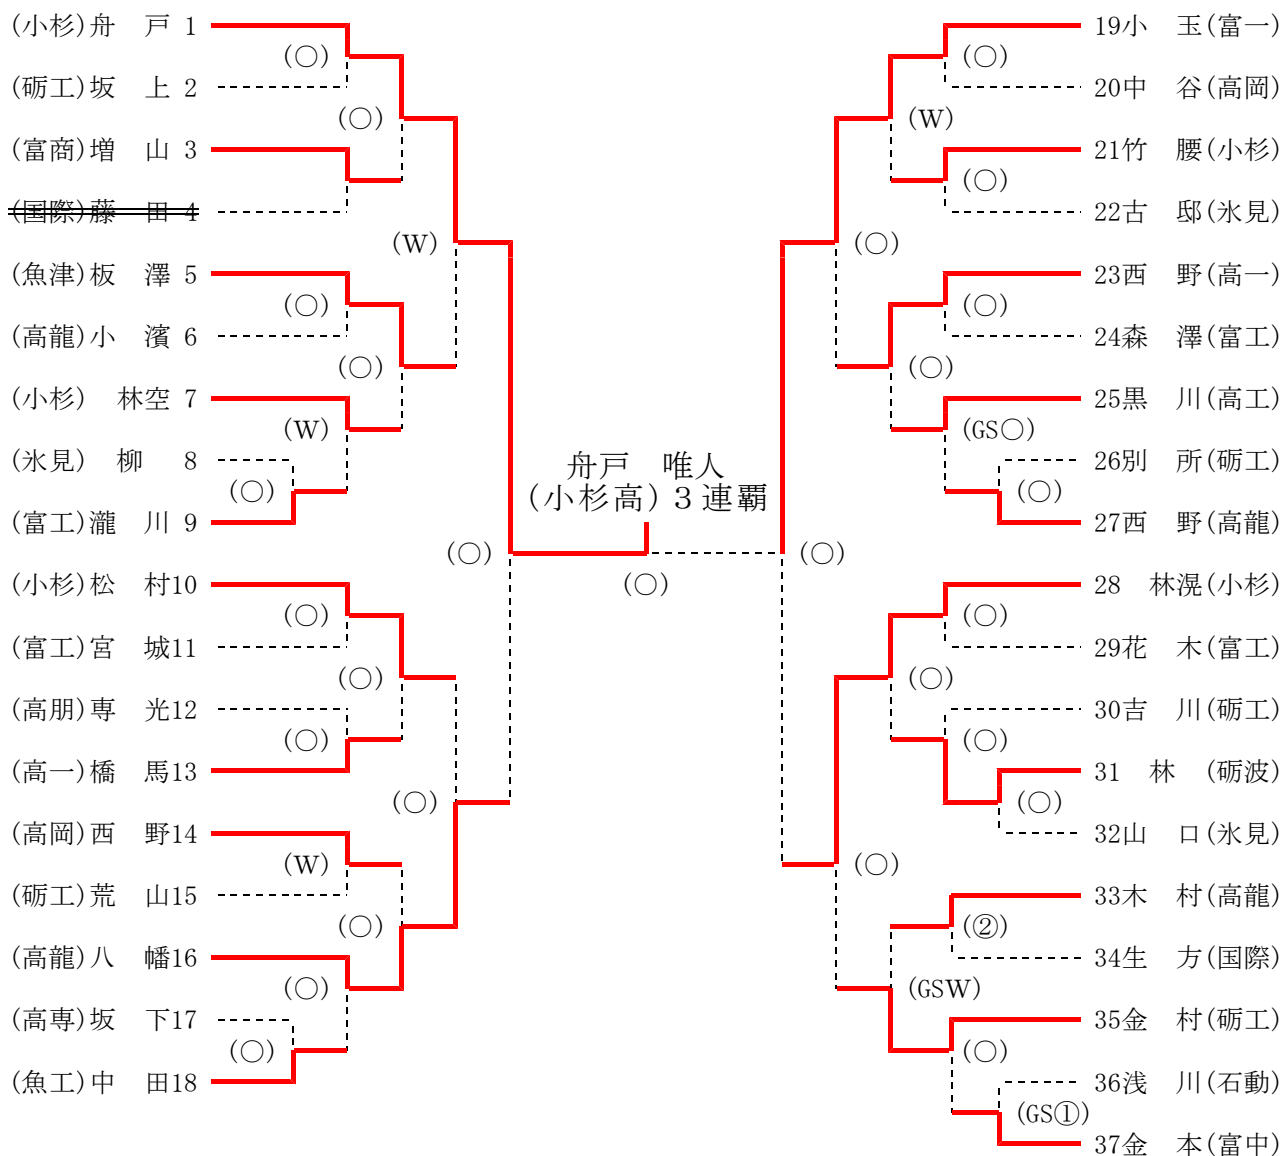 (小杉)舟　戸 1
(〇)
(砺工)坂　上 2
(〇)
(富商)増　山 3
(国際)藤　田 4
(W)
(魚津)板　澤 5
(〇)
(高龍)小　濱 6
(〇)
(小杉)　林空 7
(W)
(氷見)　柳　 8
(〇)
(富工)瀧　川 9
(〇)
(小杉)松　村10
(〇)
(富工)宮　城11
(〇)
(高朋)専　光12
(〇)
(高一)橋　馬13
(〇)
(高岡)西　野14
(W)
(砺工)荒　山15
(〇)
(高龍)八　幡16
(〇)
(高専)坂　下17
(〇)
(魚工)中　田18
舟戸　唯人
(小杉高)３連覇
(〇)
19小　玉(富一)
(〇)
20中　谷(高岡)
(W)
21竹　腰(小杉)
(〇)
22古　邸(氷見)
(〇)
23西　野(高一)
(〇)
24森　澤(富工)
(〇)
25黒　川(高工)
(GS〇)
26別　所(砺工)
(〇)
27西　野(高龍)
(〇)
28　林滉(小杉)
(〇)
29花　木(富工)
(〇)
30吉　川(砺工)
(〇)
31　林　(砺波)
(〇)
32山　口(氷見)
(〇)
33木　村(高龍)
(②)
34生　方(国際)
(GSW)
35金　村(砺工)
(〇)
36浅　川(石動)
(GS①)
37金　本(富中)